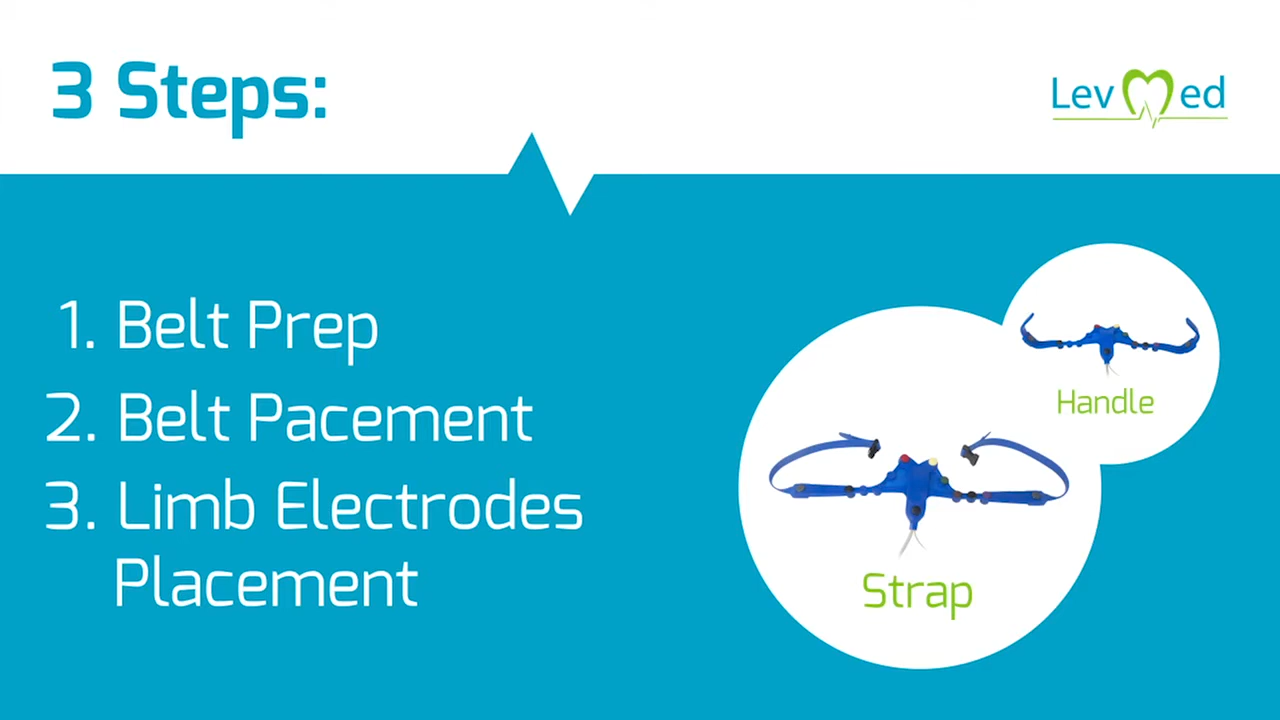 3 Steps:
LevMed
1. Belt Prep
2. Belt Pacement
3. Limb Electrodes
Placement
Handle
Strap